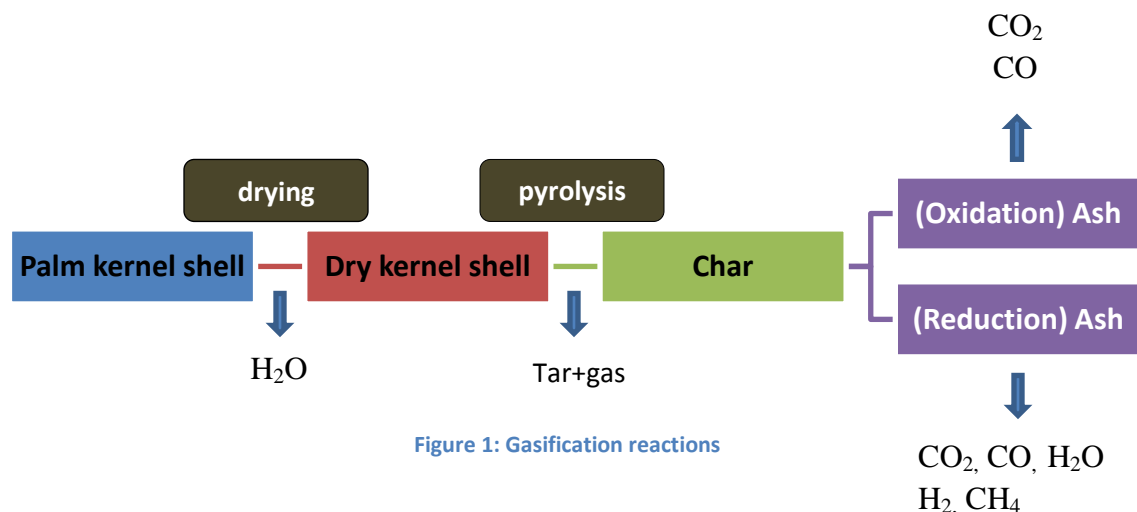 CO₂
CO
drying
pyrolysis
(Oxidation) Ash
Palm kernel shell
Dry kernel shell
Char
(Reduction) Ash
H₂O
Tar+gas
Figure 1: Gasification reactions
CO₂, CO, H₂O
H₂, CH₄